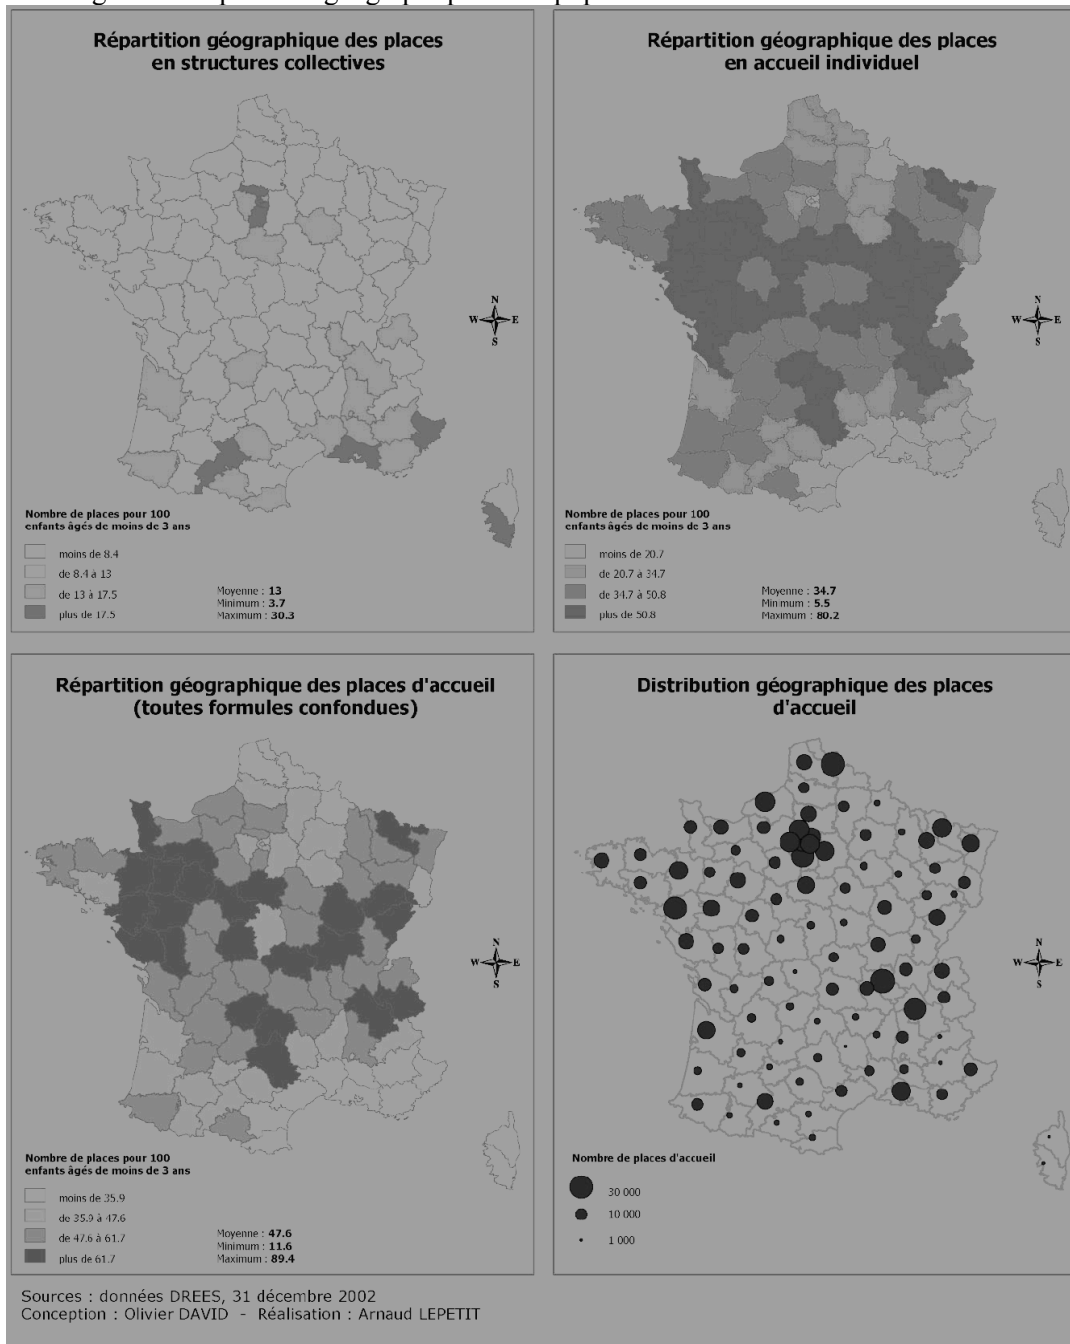 Répartition géographique des places
en structures collectives
N
W E
S
Nombre de places pour 100
enfants âgés de moins de 3 ans
moins de 8.4
de 8.4 à 13
de 13 à 17.5
plus de 17.5
Moyenne : 13
Minimum : 3.7
Maximum : 30.3
Répartition géographique des places
en accueil individuel
N
W E
S
Nombre de places pour 100
enfants âgés de moins de 3 ans
moins de 20.7
de 20.7 à 34.7
de 34.7 à 50.8
plus de 50.8
Moyenne : 34.7
Minimum : 5.5
Maximum : 80.2
Répartition géographique des places d'accueil
(toutes formules confondues)
N
W E
S
Nombre de places pour 100
enfants âgés de moins de 3 ans
moins de 35.9
de 35.9 à 47.6
de 47.6 à 61.7
plus de 61.7
Moyenne : 47.6
Minimum : 11.6
Maximum : 89.4
Distribution géographique des places
d'accueil
N
W E
S
Nombre de places d'accueil
30 000
10 000
1 000
Sources : données DREES, 31 décembre 2002
Conception : Olivier DAVID - Réalisation : Arnaud LEPETIT